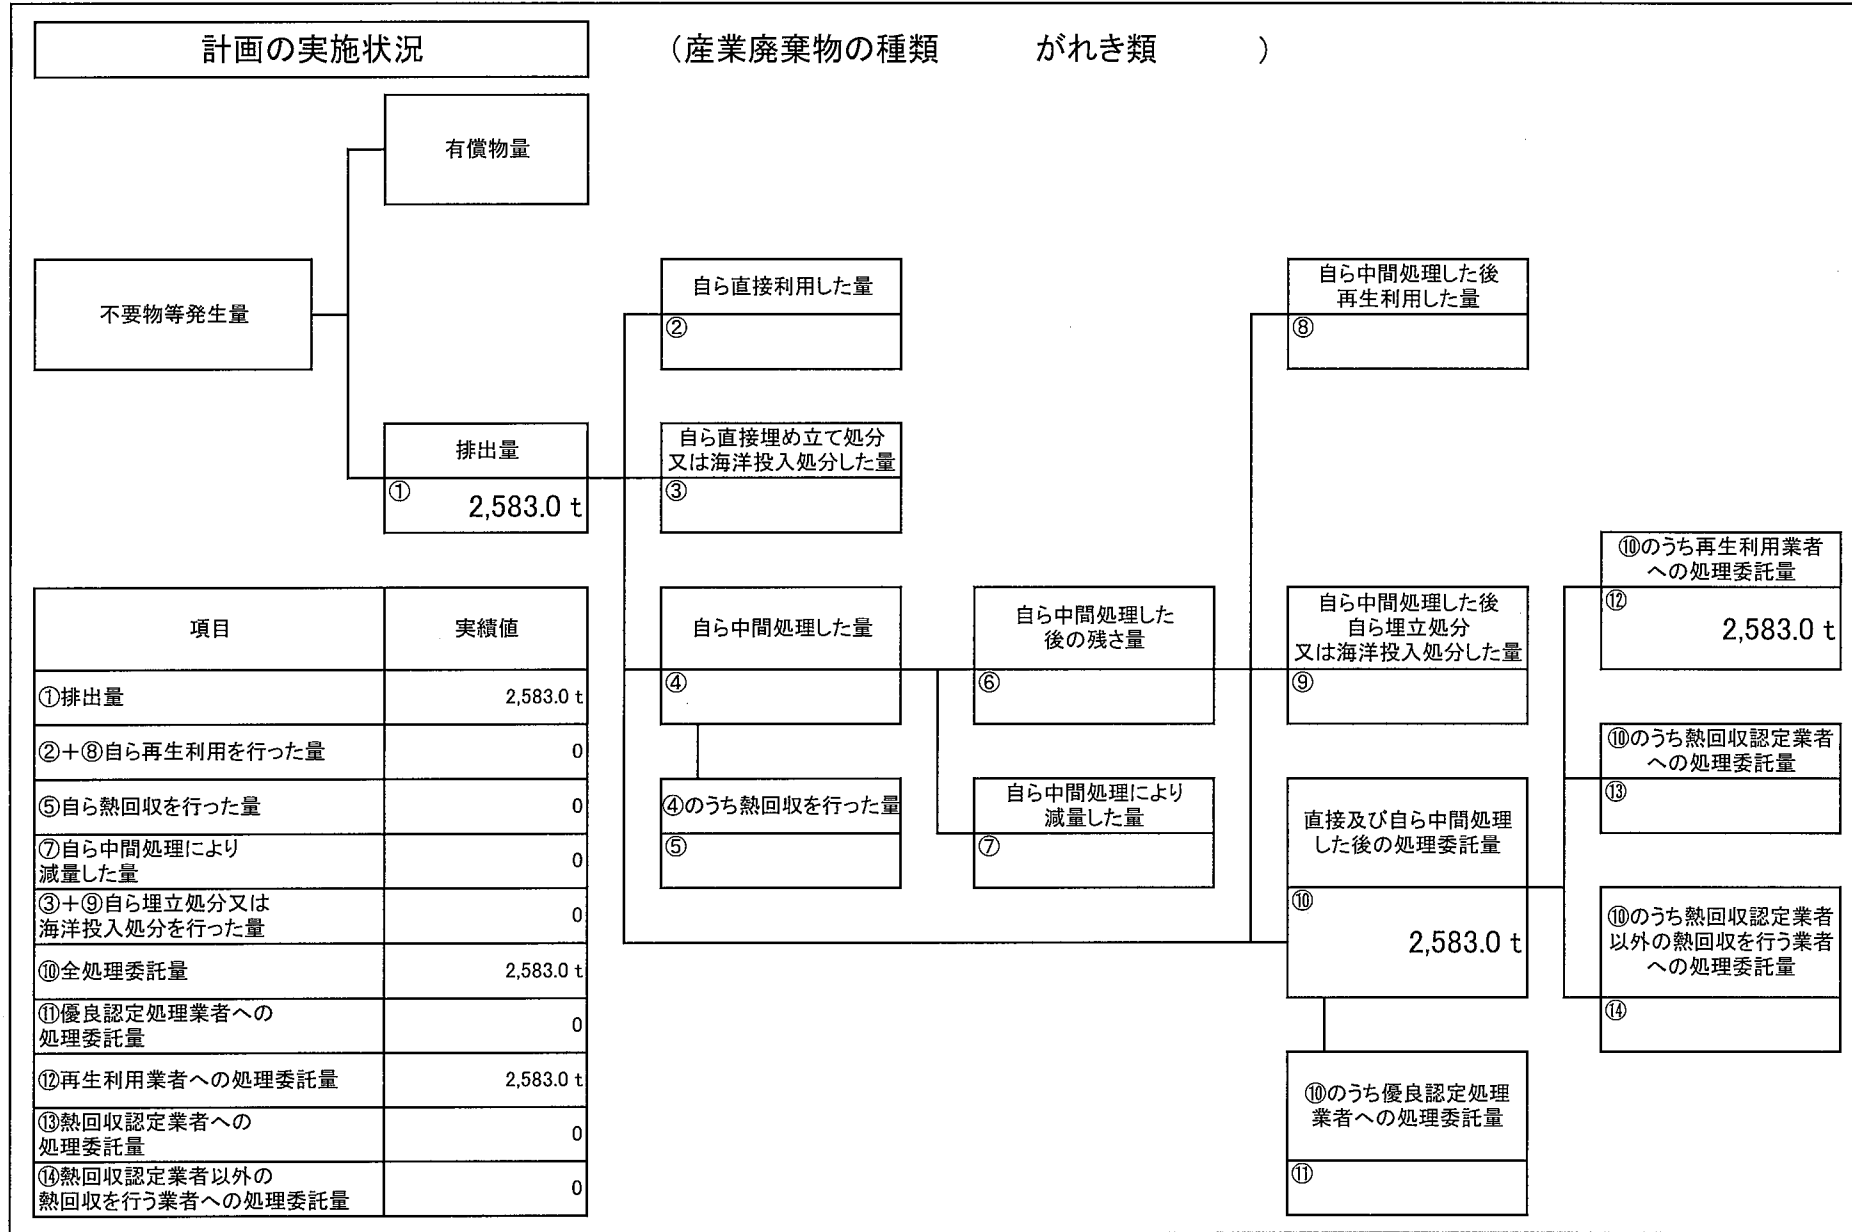 計画の実施状況
（産業廃棄物の種類　がれき類　）
有償物量
不要物等発生量
排出量
①
2,583.0 t
自ら直接利用した量
②
自ら直接埋め立て処分
又は海洋投入処分した量
③
自ら中間処理した量
④
④のうち熱回収を行った量
⑤
自ら中間処理した
後の残さ量
⑥
自ら中間処理により
減量した量
⑦
自ら中間処理した後
再生利用した量
⑧
自ら中間処理した後
自ら埋立処分
又は海洋投入処分した量
⑨
直接及び自ら中間処理
した後の処理委託量
⑩
2,583.0 t
⑩のうち優良認定処理
業者への処理委託量
⑪
⑩のうち再生利用業者
への処理委託量
⑫
2,583.0 t
⑩のうち熱回収認定業者
への処理委託量
⑬
⑩のうち熱回収認定業者
以外の熱回収を行う業者
への処理委託量
⑭
項目　実績値
①排出量　2,583.0 t
②＋⑧自ら再生利用を行った量　0
⑤自ら熱回収を行った量　0
⑦自ら中間処理により
減量した量　0
③＋⑨自ら埋立処分又は
海洋投入処分を行った量　0
⑩全処理委託量　2,583.0 t
⑪優良認定処理業者への
処理委託量　0
⑫再生利用業者への処理委託量　2,583.0 t
⑬熱回収認定業者への
処理委託量　0
⑭熱回収認定業者以外の
熱回収を行う業者への処理委託量　0